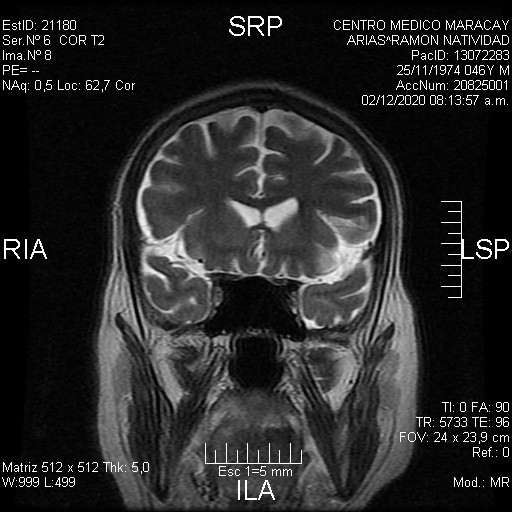 EstID: 21180
Ser.Nº 6 COR T2
Ima.Nº 8
PE= --
NAq: 0,5 Loc: 62,7 Cor
SRP
CENTRO MEDICO MARACAY
ARIAS^RAMON NATIVIDAD
PacID: 13072283
25/11/1974 046Y M
AccNum: 20825001
02/12/2020 08:13:57 a.m.
RIA
LSP
TI: 0 FA: 90
TR: 5733 TE: 96
FOV: 24 x 23,9 cm
Ref.: 0
Mod.: MR
Matriz 512 x 512 Thk: 5,0
W:999 L:499
Esc 1=5 mm
ILA